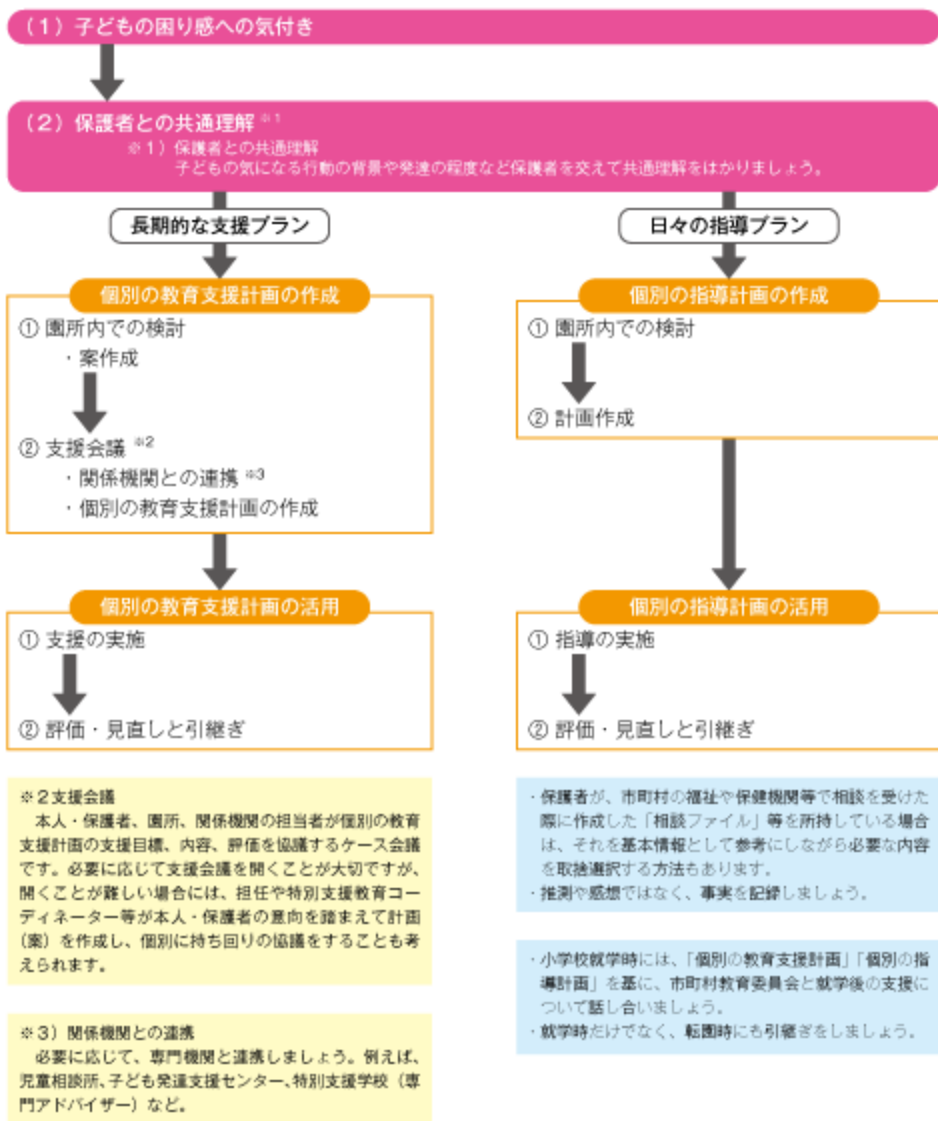 （１）子どもの困り感への気付き
（２）保護者との共通理解 ※１
※１）保護者との共通理解
子どもの気になる行動の背景や発達の程度など保護者を交えて共通理解をはかりましょう。
長期的な支援プラン
個別の教育支援計画の作成
① 園所内での検討
・案作成
② 支援会議 ※2
・関係機関との連携 ※3
・個別の教育支援計画の作成
個別の教育支援計画の活用
① 支援の実施
② 評価・見直しと引継ぎ
日々の指導プラン
個別の指導計画の作成
① 園所内での検討
② 計画作成
個別の指導計画の活用
① 指導の実施
② 評価・見直しと引継ぎ
※２支援会議
本人・保護者、園所、関係機関の担当者が個別の教育
支援計画の支援目標、内容、評価を協議するケース会議
です。必要に応じて支援会議を開くことが大切ですが、
開くことが難しい場合には、担任や特別支援教育コー
ディネーター等が本人・保護者の意向を踏まえて計画
（案）を作成し、個別に持ち回りの協議をすることも考
えられます。
※３）関係機関との連携
必要に応じて、専門機関と連携しましょう。例えば、
児童相談所、子ども発達支援センター、特別支援学校（専
門アドバイザー）など。
・保護者が、市町村の福祉や保健機関等で相談を受けた
際に作成した「相談ファイル」等を所持している場合
は、それを基本情報として参考にしながら必要な内容
を取捨選択する方法もあります。
・推測や感想ではなく、事実を記録しましょう。
・小学校就学時には、「個別の教育支援計画」「個別の指
導計画」を基に、市町村教育委員会と就学後の支援に
ついて話し合いましょう。
・就学時だけでなく、転園時にも引継ぎをしましょう。